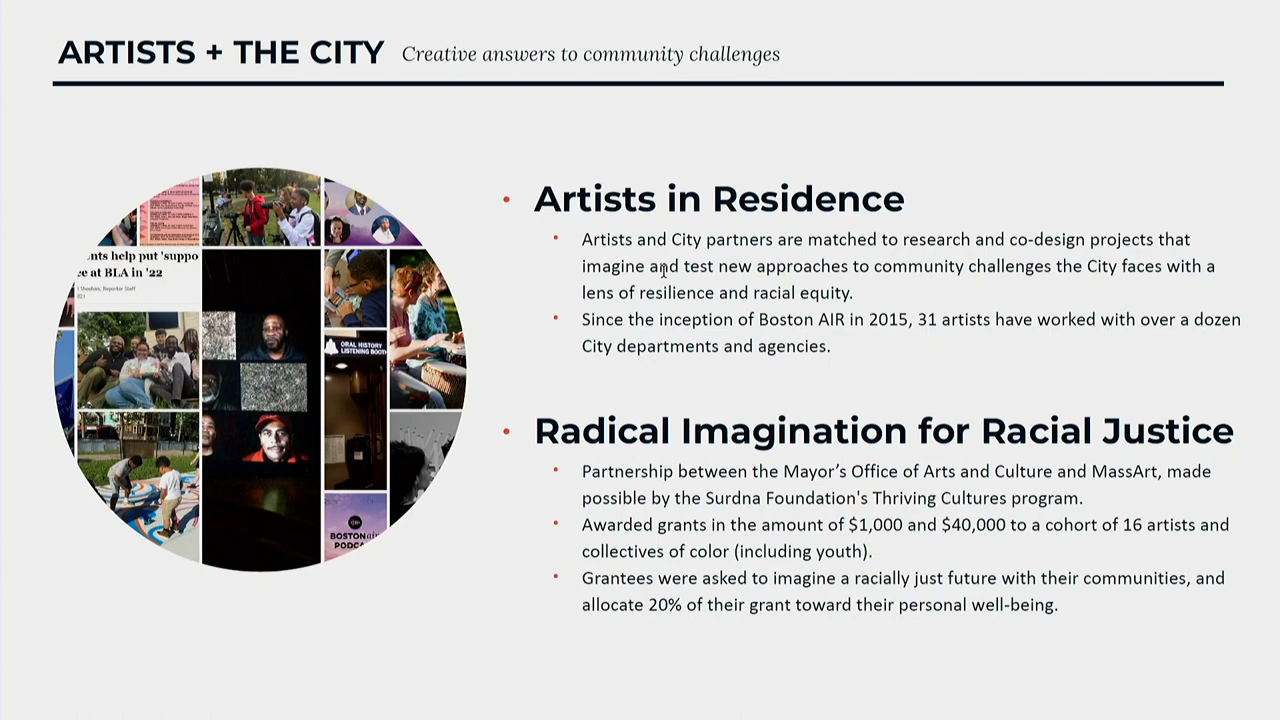 ARTISTS + THE CITY Creative answers to community challenges
nts help put 'suppo
e at BLA in '22
Sheehan, Reporter Staff
ORAL HISTORY
LISTENING BOOTH
BOSTON air
PODCA
• Artists in Residence
• Artists and City partners are matched to research and co-design projects that
imagine and test new approaches to community challenges the City faces with a
lens of resilience and racial equity.
• Since the inception of Boston AIR in 2015, 31 artists have worked with over a dozen
City departments and agencies.
• Radical Imagination for Racial Justice
• Partnership between the Mayor’s Office of Arts and Culture and MassArt, made
possible by the Surdna Foundation's Thriving Cultures program.
• Awarded grants in the amount of $1,000 and $40,000 to a cohort of 16 artists and
collectives of color (including youth).
• Grantees were asked to imagine a racially just future with their communities, and
allocate 20% of their grant toward their personal well-being.